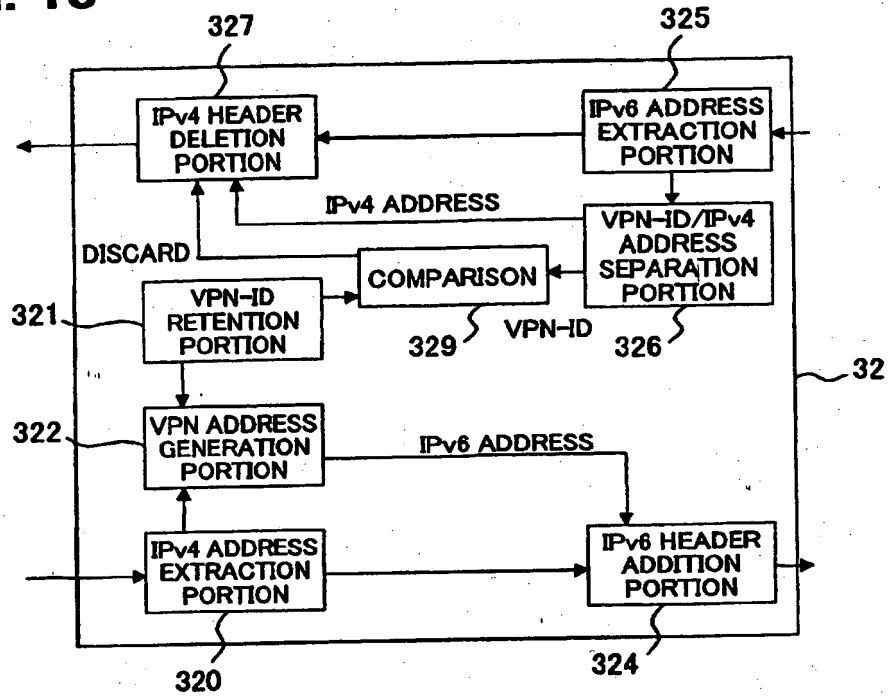 327
325
IPv4 HEADER
DELETION
PORTION
IPv6 ADDRESS
EXTRACTION
PORTION
IPv4 ADDRESS
VPN-ID/IPv4
ADDRESS
SEPARATION
PORTION
DISCARD
COMPARISON
321
VPN-ID
RETENTION
PORTION
329
VPN-ID
326
32
322
VPN ADDRESS
GENERATION
PORTION
IPv6 ADDRESS
IPv4 ADDRESS
EXTRACTION
PORTION
IPv6 HEADER
ADDITION
PORTION
320
324